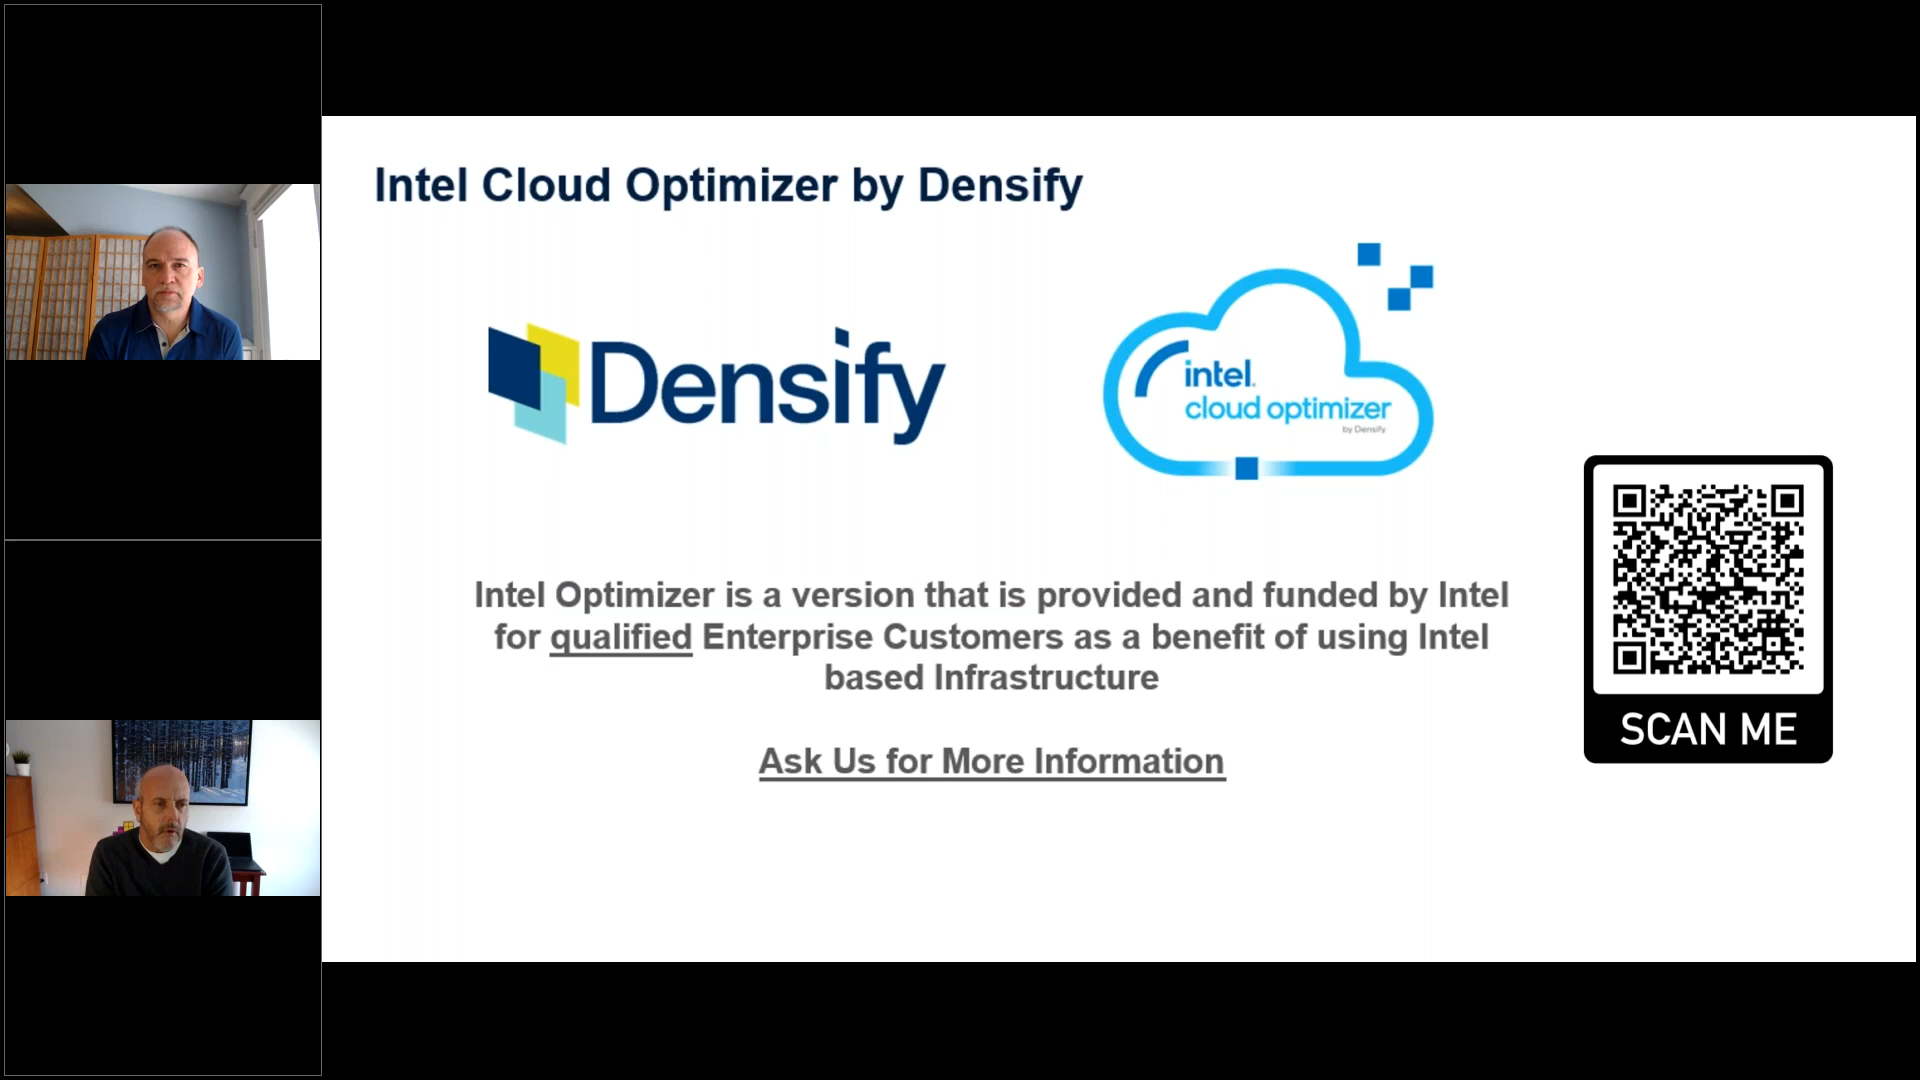 Intel Cloud Optimizer by Densify
Densify
intel.
cloud optimizer
by Densify
Intel Optimizer is a version that is provided and funded by Intel
for qualified Enterprise Customers as a benefit of using Intel
based Infrastructure
Ask Us for More Information
SCAN ME